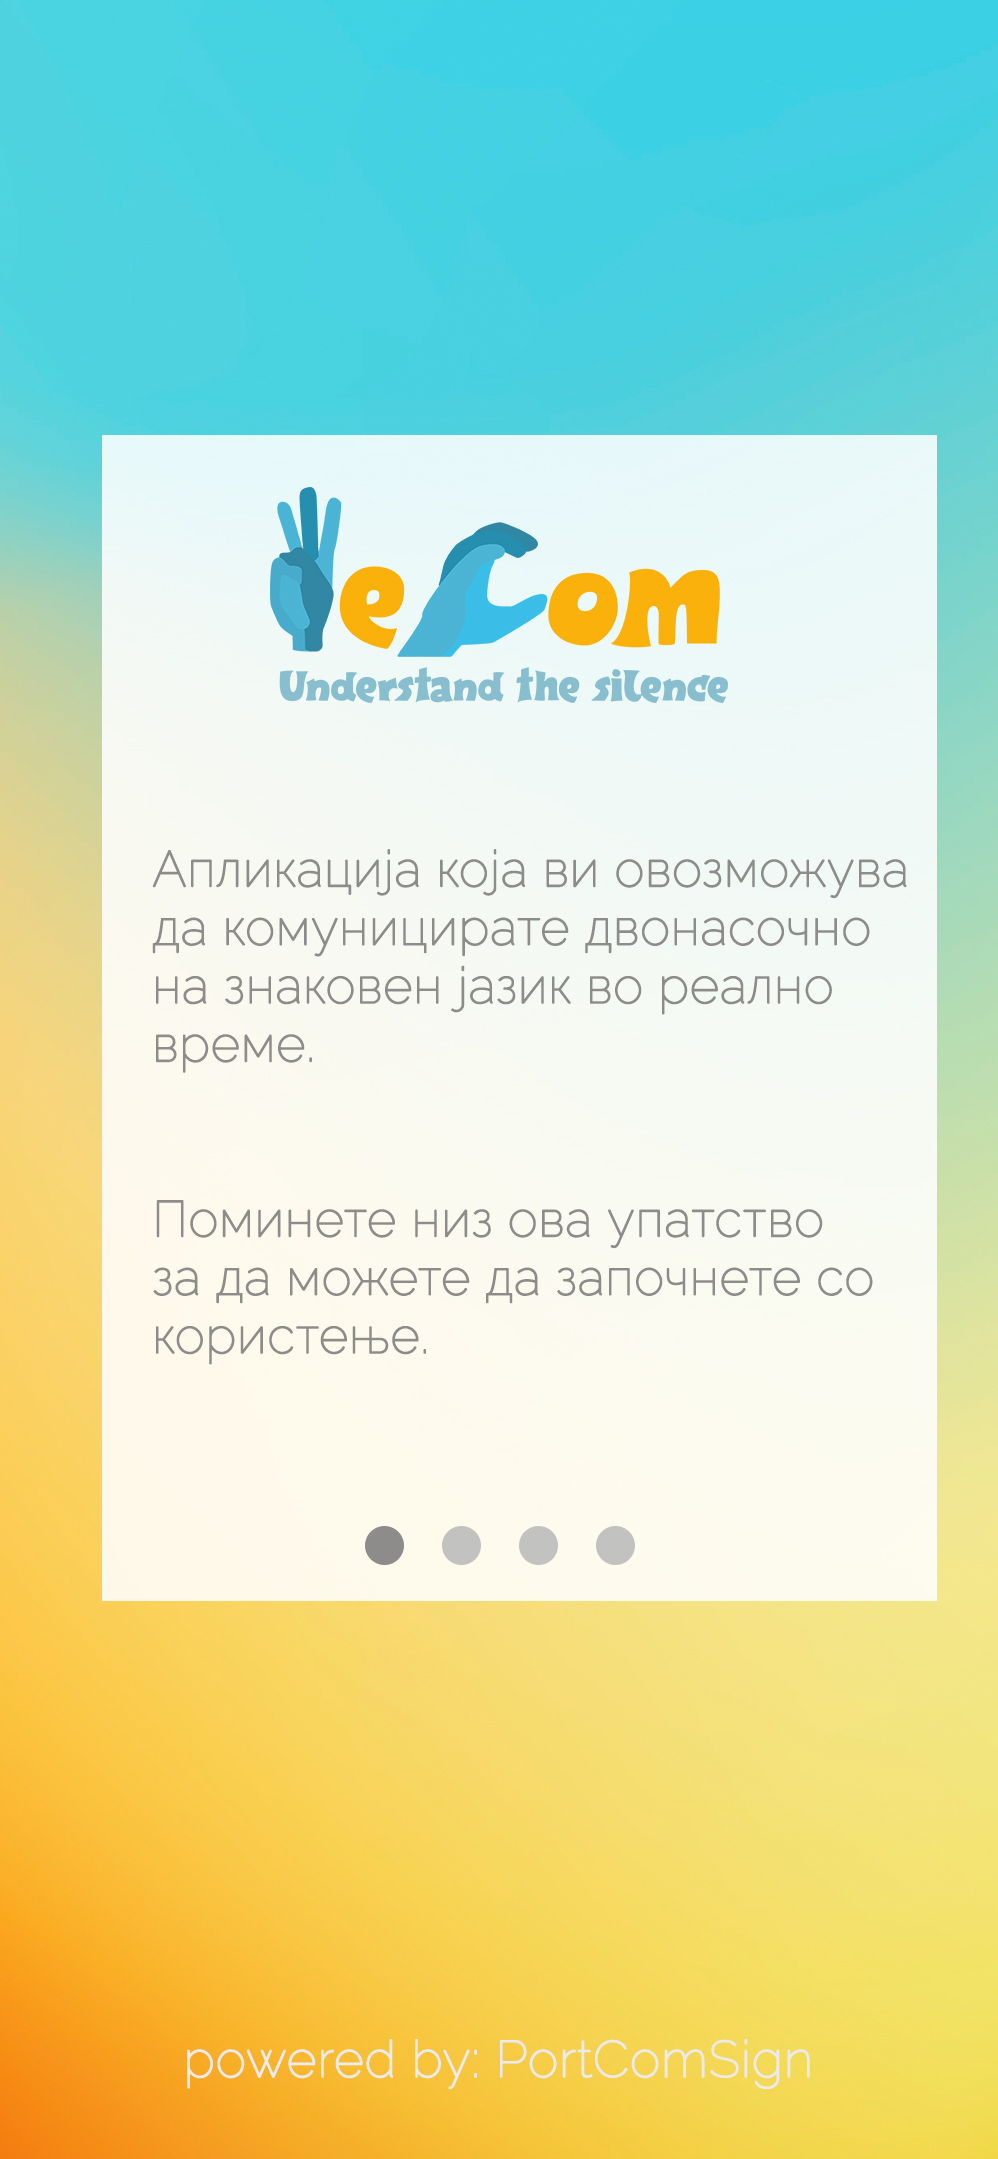 WeCom
Understand the silence
Апликација која ви овозможува
да комуницирате двонасочно
на знаковен јазик во реално
време.
Поминете низ ова упатство
за да можете да започнете со
користење.
powered by: PortComSign